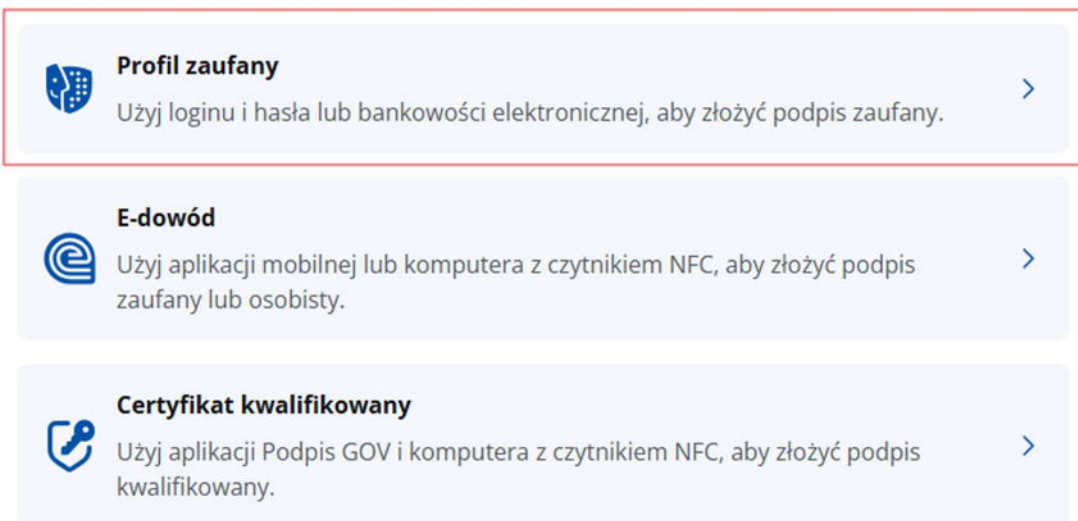 Profil zaufany
Użyj loginu i hasła lub bankowości elektronicznej, aby złożyć podpis zaufany.
E-dowód
Użyj aplikacji mobilnej lub komputera z czytnikiem NFC, aby złożyć podpis
zaufany lub osobisty.
Certyfikat kwalifikowany
Użyj aplikacji Podpis GOV i komputera z czytnikiem NFC, aby złożyć podpis
kwalifikowany.